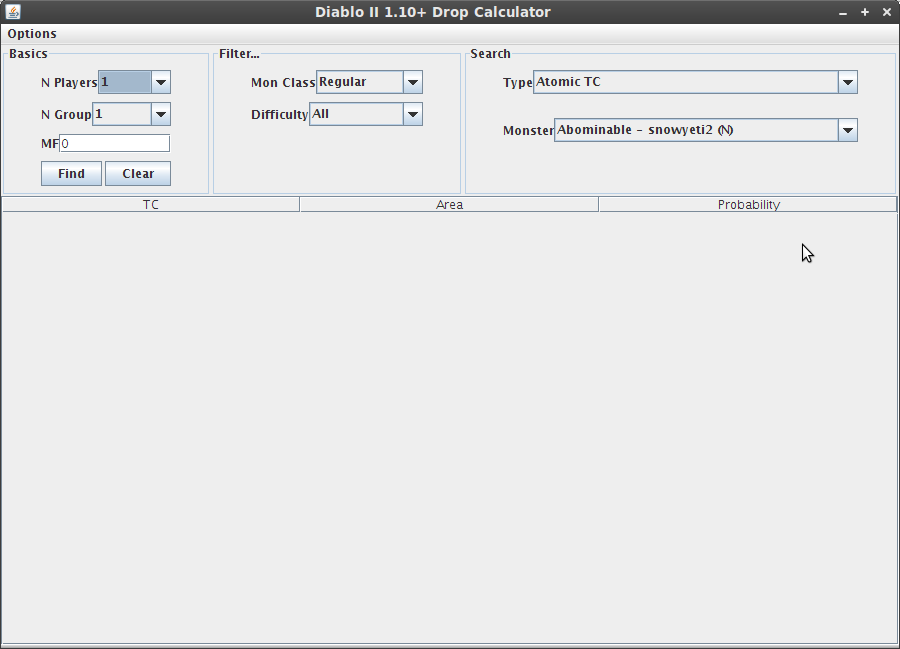 Diablo II 1.10+ Drop Calculator
Options
Basics
N Players 1
N Group 1
MF 0
Find Clear
Filter...
Mon Class Regular
Difficulty All
Search
Type Atomic TC
Monster Abominable - snowyeti2 (N)
TC Area Probability